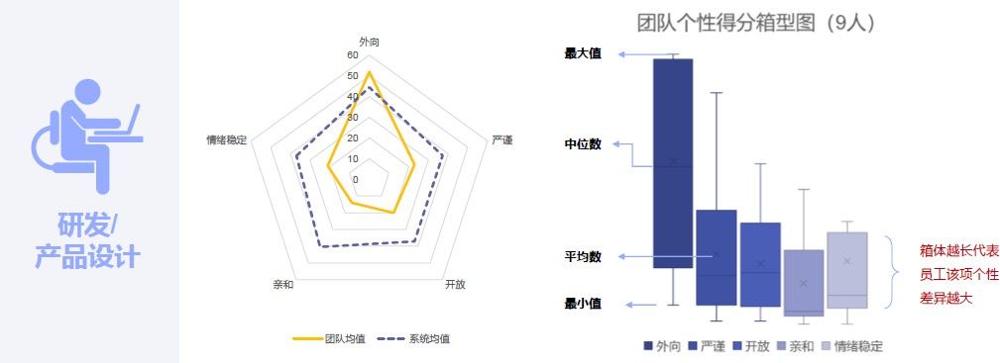 研发/
产品设计
外向
60
50
40
30
20
10
0
严谨
开放
亲和
情绪稳定
团队均值
系统均值
团队个性得分箱型图（9人）
最大值
中位数
平均数
最小值
箱体越长代表
员工该项个性
差异越大
外向 严谨 开放 亲和 情绪稳定